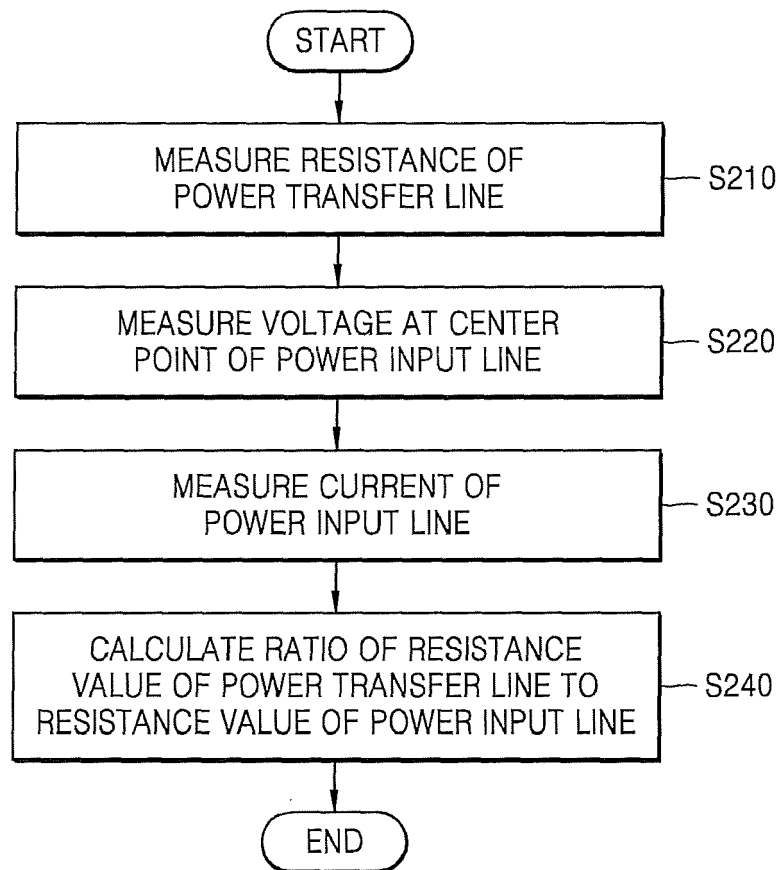 START
MEASURE RESISTANCE OF
POWER TRANSFER LINE
S210
MEASURE VOLTAGE AT CENTER
POINT OF POWER INPUT LINE
S220
MEASURE CURRENT OF
POWER INPUT LINE
S230
CALCULATE RATIO OF RESISTANCE
VALUE OF POWER TRANSFER LINE TO
RESISTANCE VALUE OF POWER INPUT LINE
S240
END